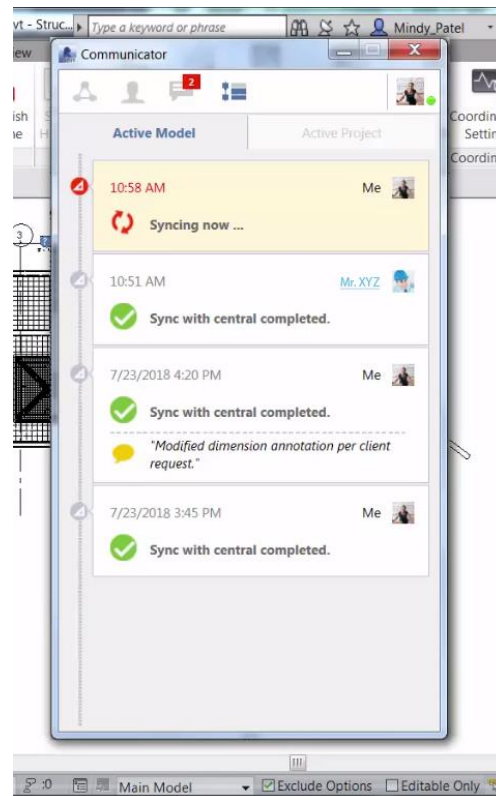 vt - Struc...
Type a keyword or phrase
Mindy_Patel
ew
Communicator
2
Active Model
Active Project
ish
ne
Coordin
Settin
Coordin
10:58 AM
Me
Syncing now ...
3
10:51 AM
Mr. XYZ
Sync with central completed.
7/23/2018 4:20 PM
Me
Sync with central completed.
"Modified dimension annotation per client
request."
7/23/2018 3:45 PM
Me
Sync with central completed.
:0
Main Model
Exclude Options
Editable Only